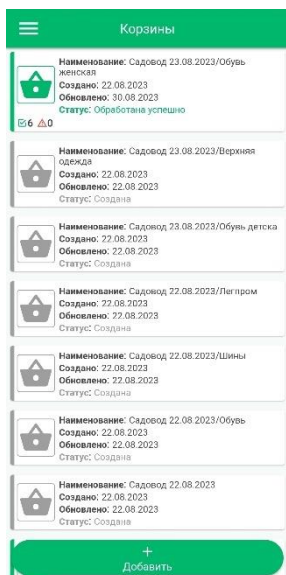 Корзины
Наименование: Садовод 23.08.2023/Обувь
женская
Создано: 22.08.2023
Обновлено: 30.08.2023
Статус: Обработана успешно
6 0
Наименование: Садовод 22.08.2023/Верхняя
одежда
Создано: 22.08.2023
Обновлено: 22.08.2023
Статус: Создана
Наименование: Садовод 23.08.2023/Обувь детска
Создано: 22.08.2023
Обновлено: 22.08.2023
Статус: Создана
Наименование: Садовод 22.08.2023/Легпром
Создано: 22.08.2023
Обновлено: 22.08.2023
Статус: Создана
Наименование: Садовод 22.08.2023/Шины
Создано: 22.08.2023
Обновлено: 22.08.2023
Статус: Создана
Наименование: Садовод 22.08.2023/Обувь
Создано: 22.08.2023
Обновлено: 22.08.2023
Статус: Создана
Наименование: Садовод 22.08.2023
Создано: 22.08.2023
Обновлено: 22.08.2023
Статус: Создана
+
Добавить